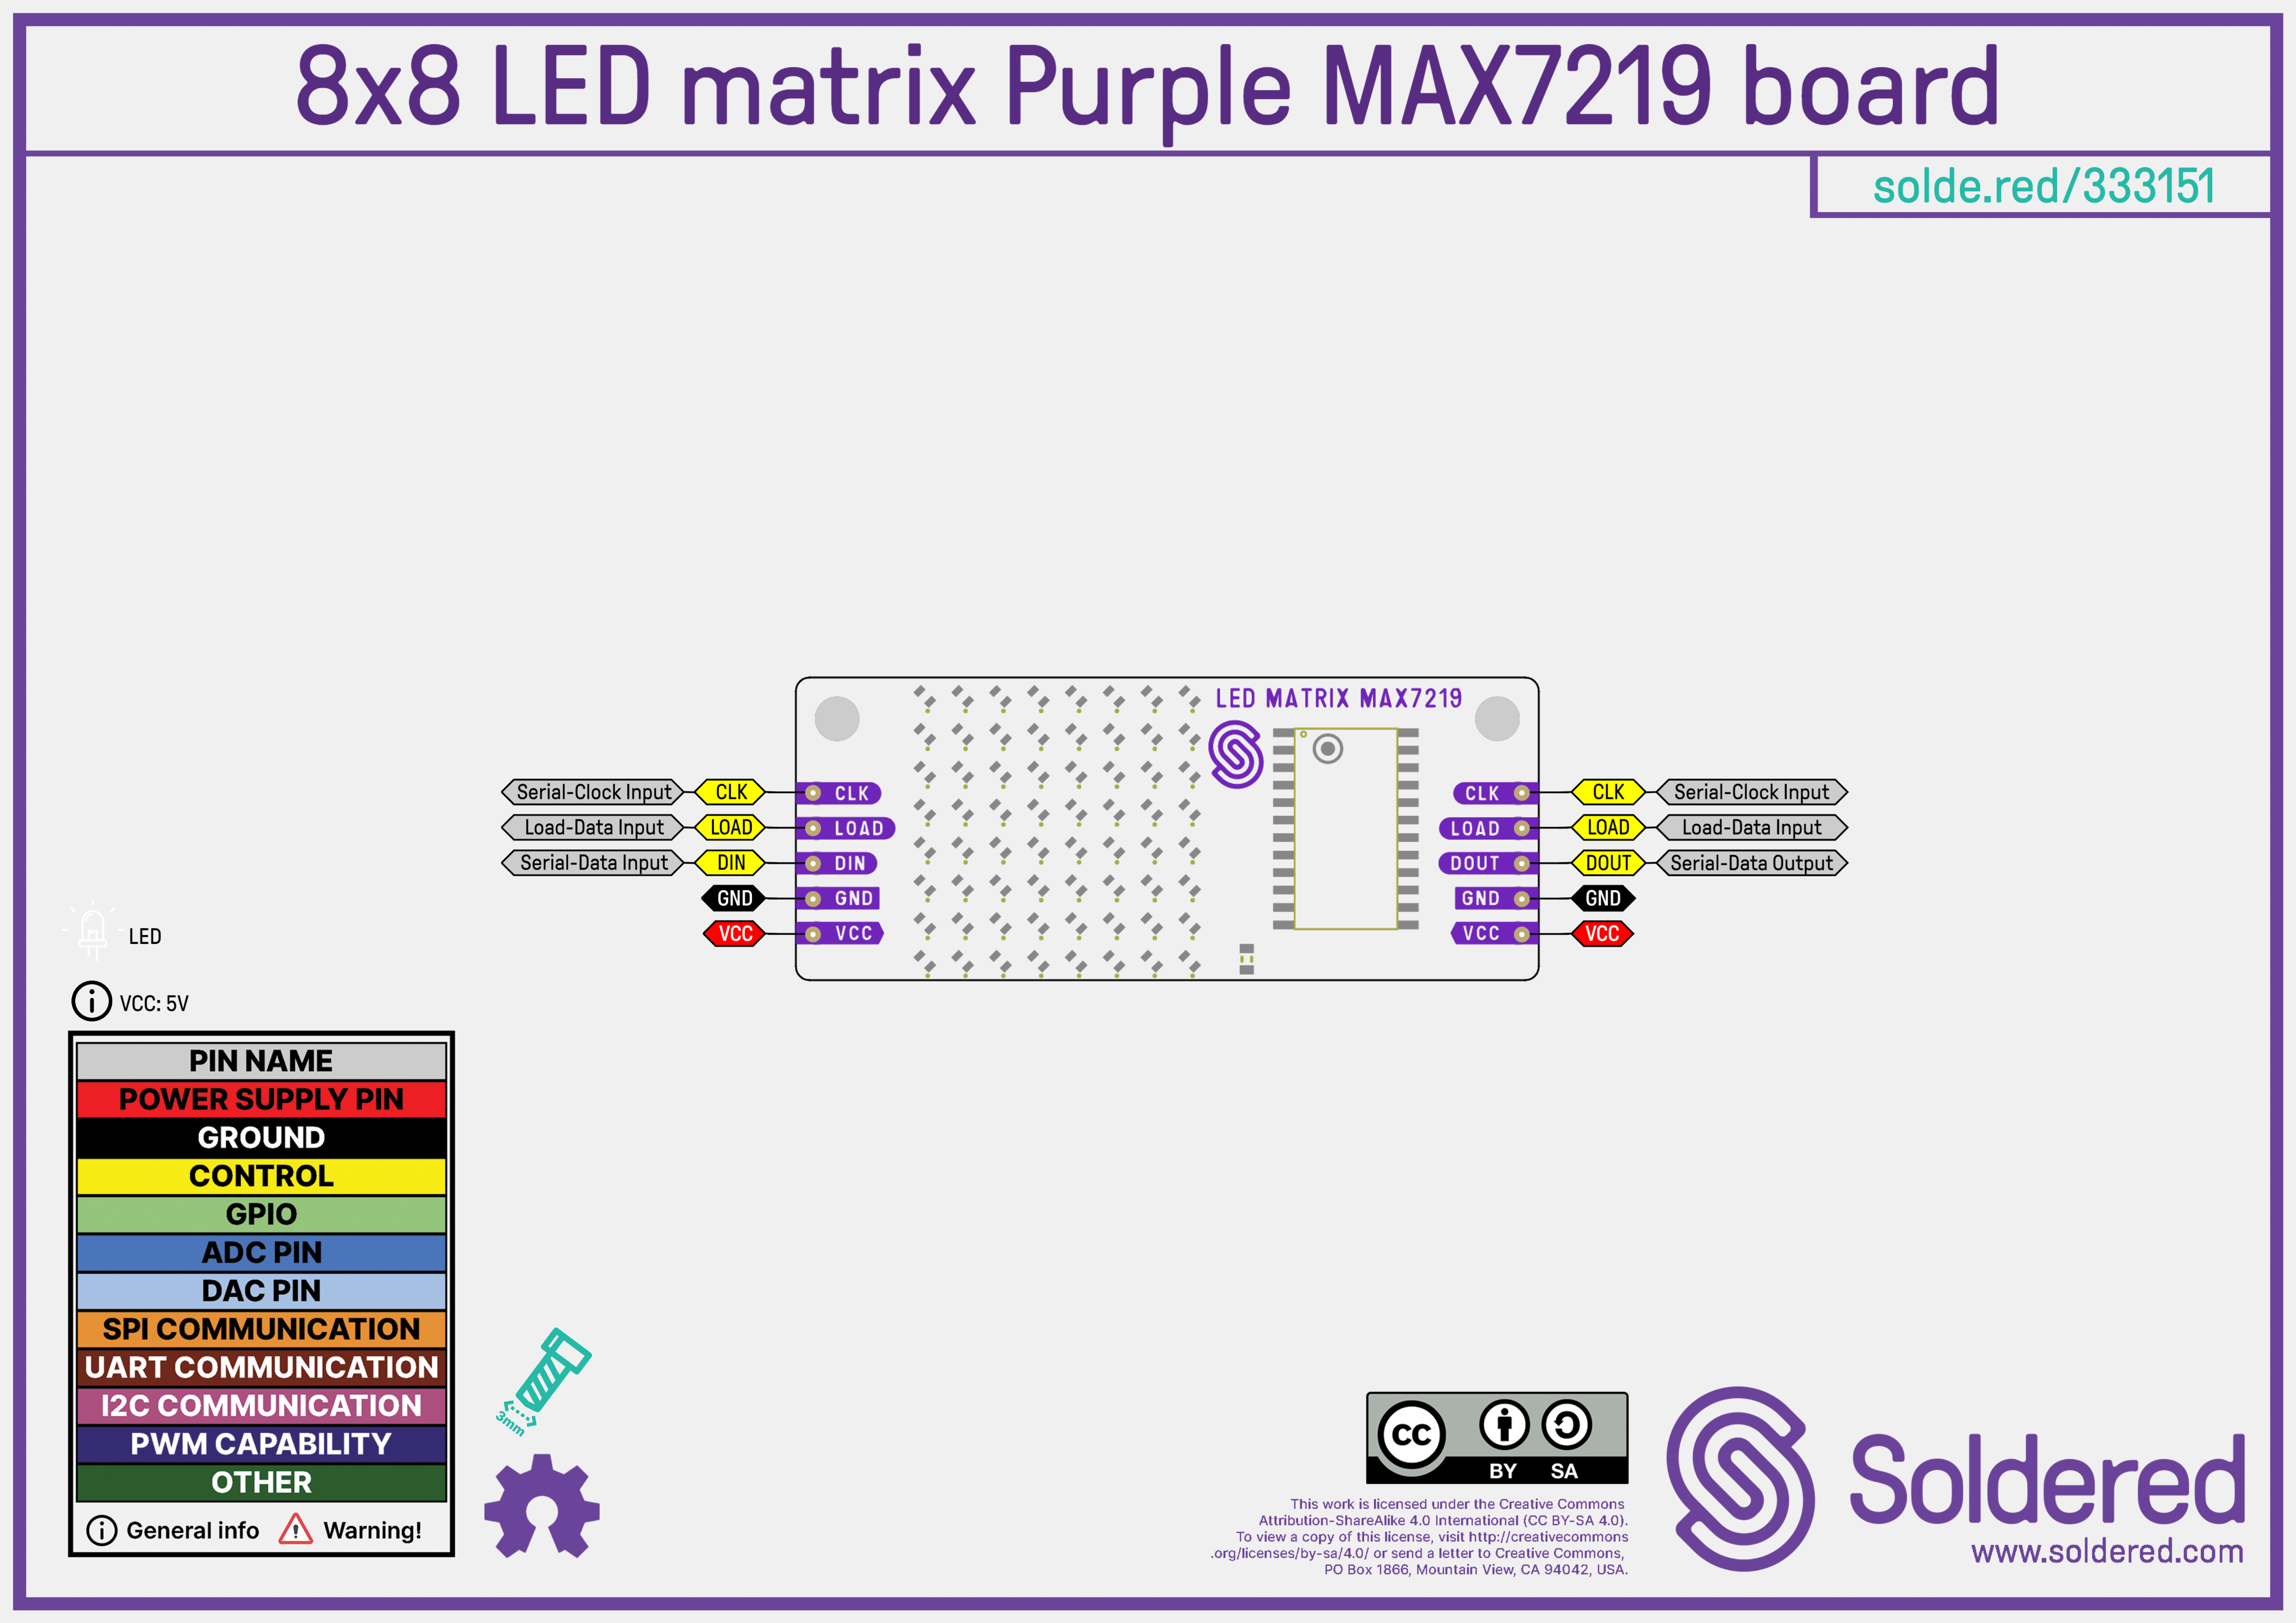 8x8 LED matrix Purple MAX7219 board
solde.red/333151
LED MATRIX MAX7219
Serial-Clock Input CLK CLK CLK CLK Serial-Clock Input
Load-Data Input LOAD LOAD LOAD LOAD Load-Data Input
Serial-Data Input DIN DIN DOUT DOUT Serial-Data Output
GND GND GND GND
VCC VCC VCC VCC
LED
VCC: 5V
PIN NAME
POWER SUPPLY PIN
GROUND
CONTROL
GPIO
ADC PIN
DAC PIN
SPI COMMUNICATION
UART COMMUNICATION
I2C COMMUNICATION
PWM CAPABILITY
OTHER
General info Warning!
3mm
CC BY SA
This work is licensed under the Creative Commons
Attribution-ShareAlike 4.0 International (CC BY-SA 4.0).
To view a copy of this license, visit http://creativecommons
.org/licenses/by-sa/4.0/ or send a letter to Creative Commons,
PO Box 1866, Mountain View, CA 94042, USA.
Soldered
www.soldered.com